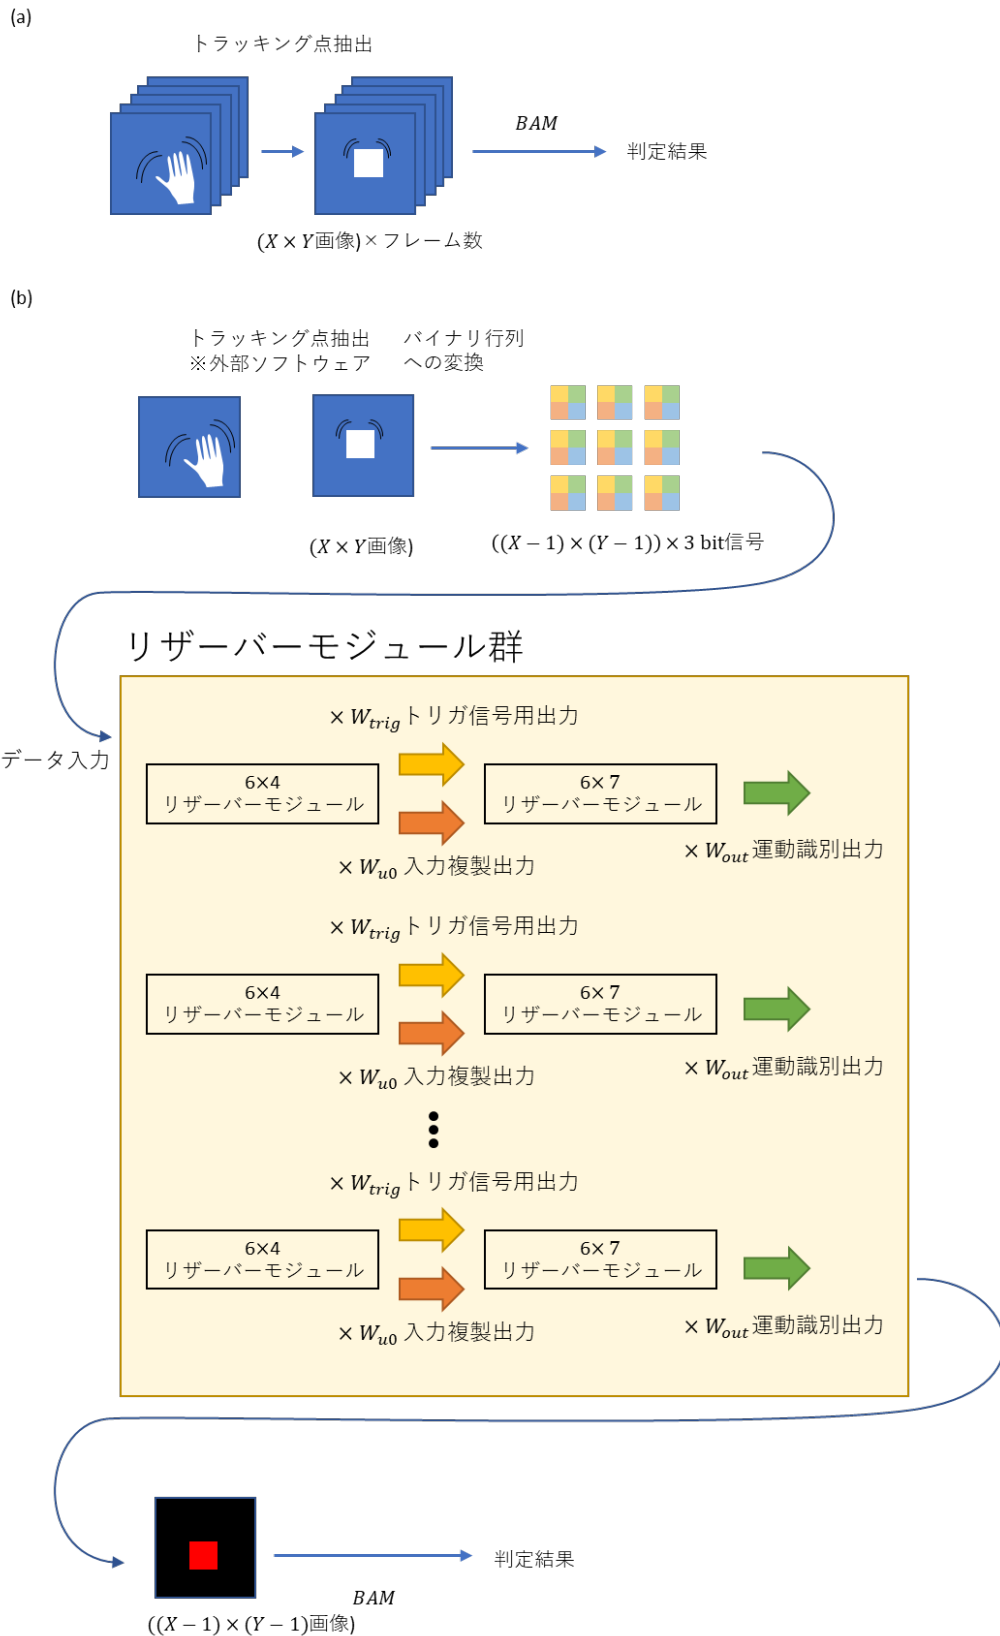 (a)
トラッキング点抽出
BAM
判定結果
(X × Y画像)×フレーム数
(b)
トラッキング点抽出
※外部ソフトウェア
バイナリ行列
への変換
(X × Y画像)
((X − 1) × (Y − 1)) × 3 bit信号
リザーバーモジュール群
データ入力
× W_trig トリガ信号用出力
6×4
リザーバーモジュール
6×7
リザーバーモジュール
× W_u0 入力複製出力
× W_out 運動識別出力
× W_trig トリガ信号用出力
6×4
リザーバーモジュール
6×7
リザーバーモジュール
× W_u0 入力複製出力
× W_out 運動識別出力
× W_trig トリガ信号用出力
6×4
リザーバーモジュール
6×7
リザーバーモジュール
× W_u0 入力複製出力
× W_out 運動識別出力
判定結果
BAM
((X − 1) × (Y − 1)画像)